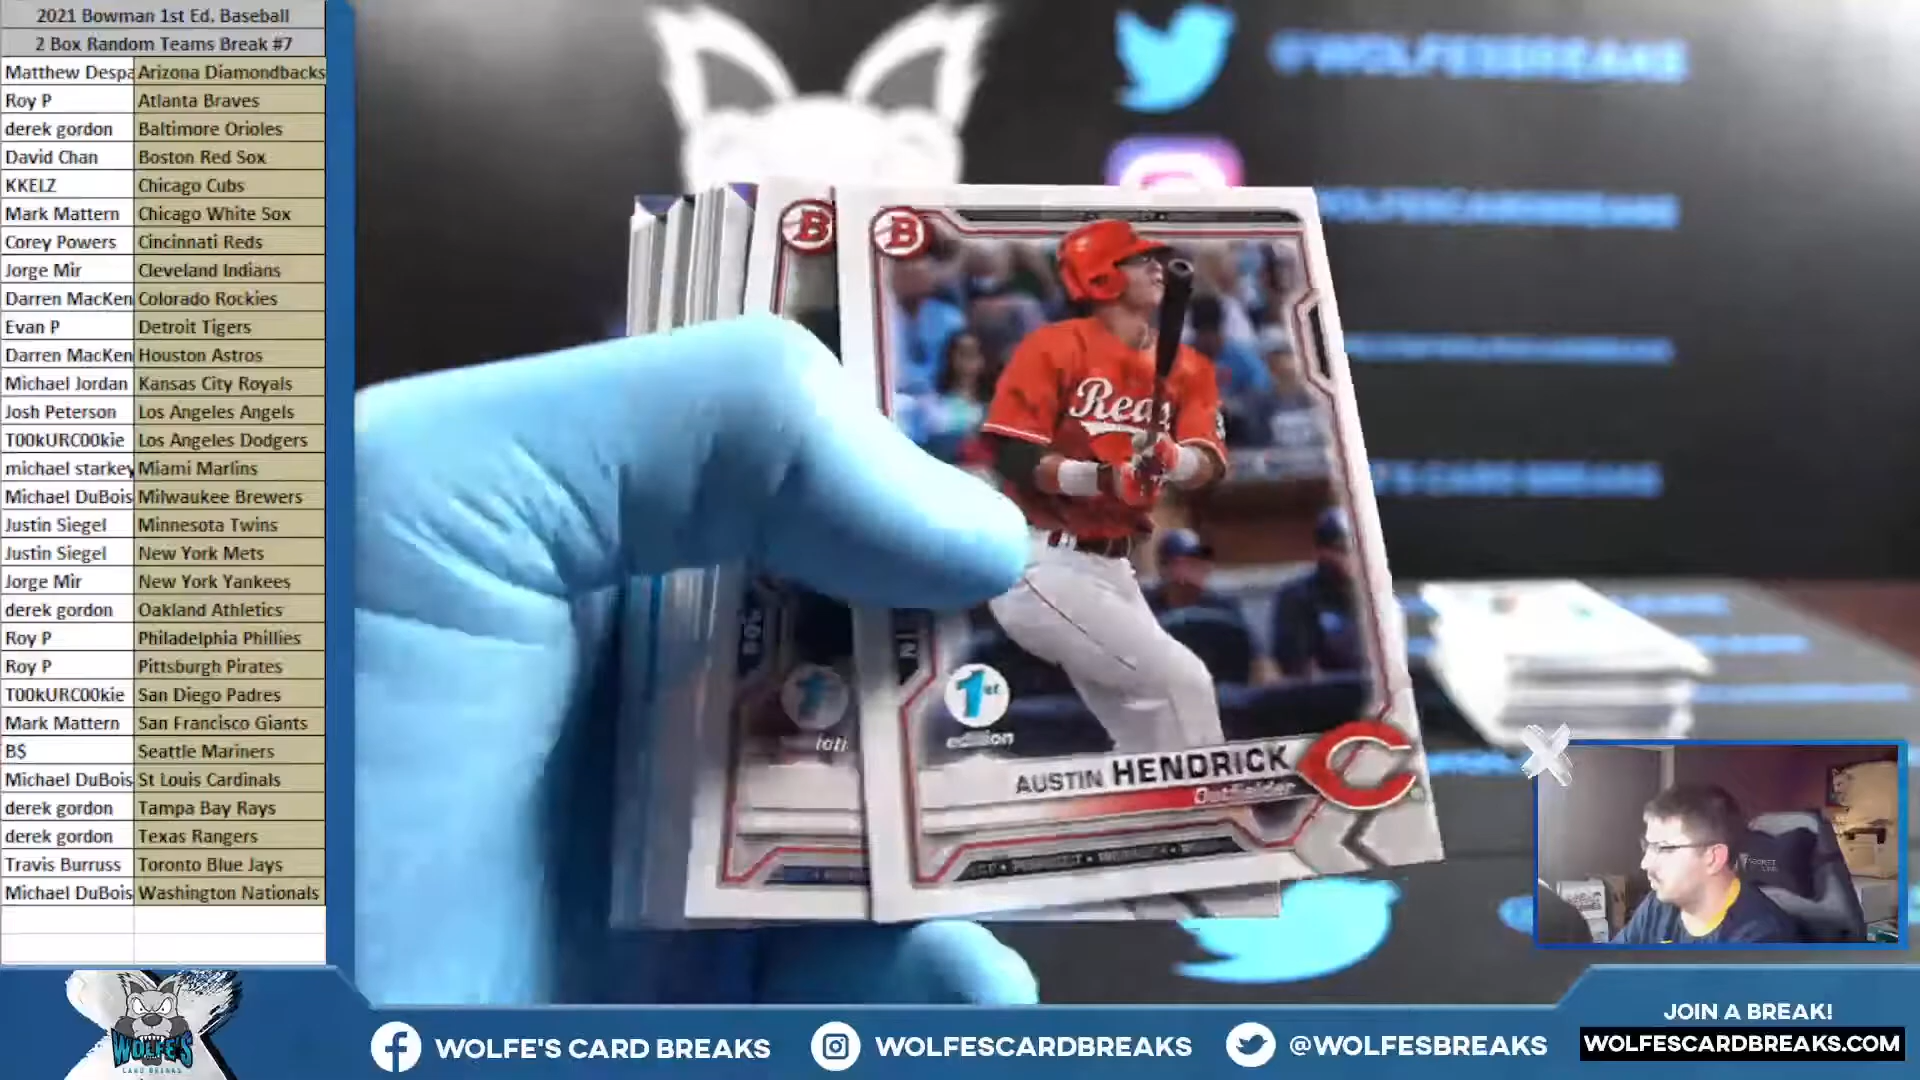 2021 Bowman 1st Ed. Baseball
2 Box Random Teams Break #7
Matthew Despa Arizona Diamondbacks
Roy P Atlanta Braves
derek gordon Baltimore Orioles
David Chan Boston Red Sox
KKELZ Chicago Cubs
Mark Mattern Chicago White Sox
Corey Powers Cincinnati Reds
Jorge Mir Cleveland Indians
Darren MacKen Colorado Rockies
Evan P Detroit Tigers
Darren MacKen Houston Astros
Michael Jordan Kansas City Royals
Josh Peterson Los Angeles Angels
T00kURC00kie Los Angeles Dodgers
michael starkey Miami Marlins
Michael DuBois Milwaukee Brewers
Justin Siegel Minnesota Twins
Justin Siegel New York Mets
Jorge Mir New York Yankees
derek gordon Oakland Athletics
Roy P Philadelphia Phillies
Roy P Pittsburgh Pirates
T00kURC00kie San Diego Padres
Mark Mattern San Francisco Giants
B$ Seattle Mariners
Michael DuBois St Louis Cardinals
derek gordon Tampa Bay Rays
derek gordon Texas Rangers
Travis Burruss Toronto Blue Jays
Michael DuBois Washington Nationals
@WOLFESBREAKS
B
B
Reds
1st
edition
AUSTIN HENDRICK
Outfielder
C
WOLFE'S
CARD BREAKS
WOLFE'S CARD BREAKS
WOLFESCARDBREAKS
@WOLFESBREAKS
JOIN A BREAK!
WOLFESCARDBREAKS.COM